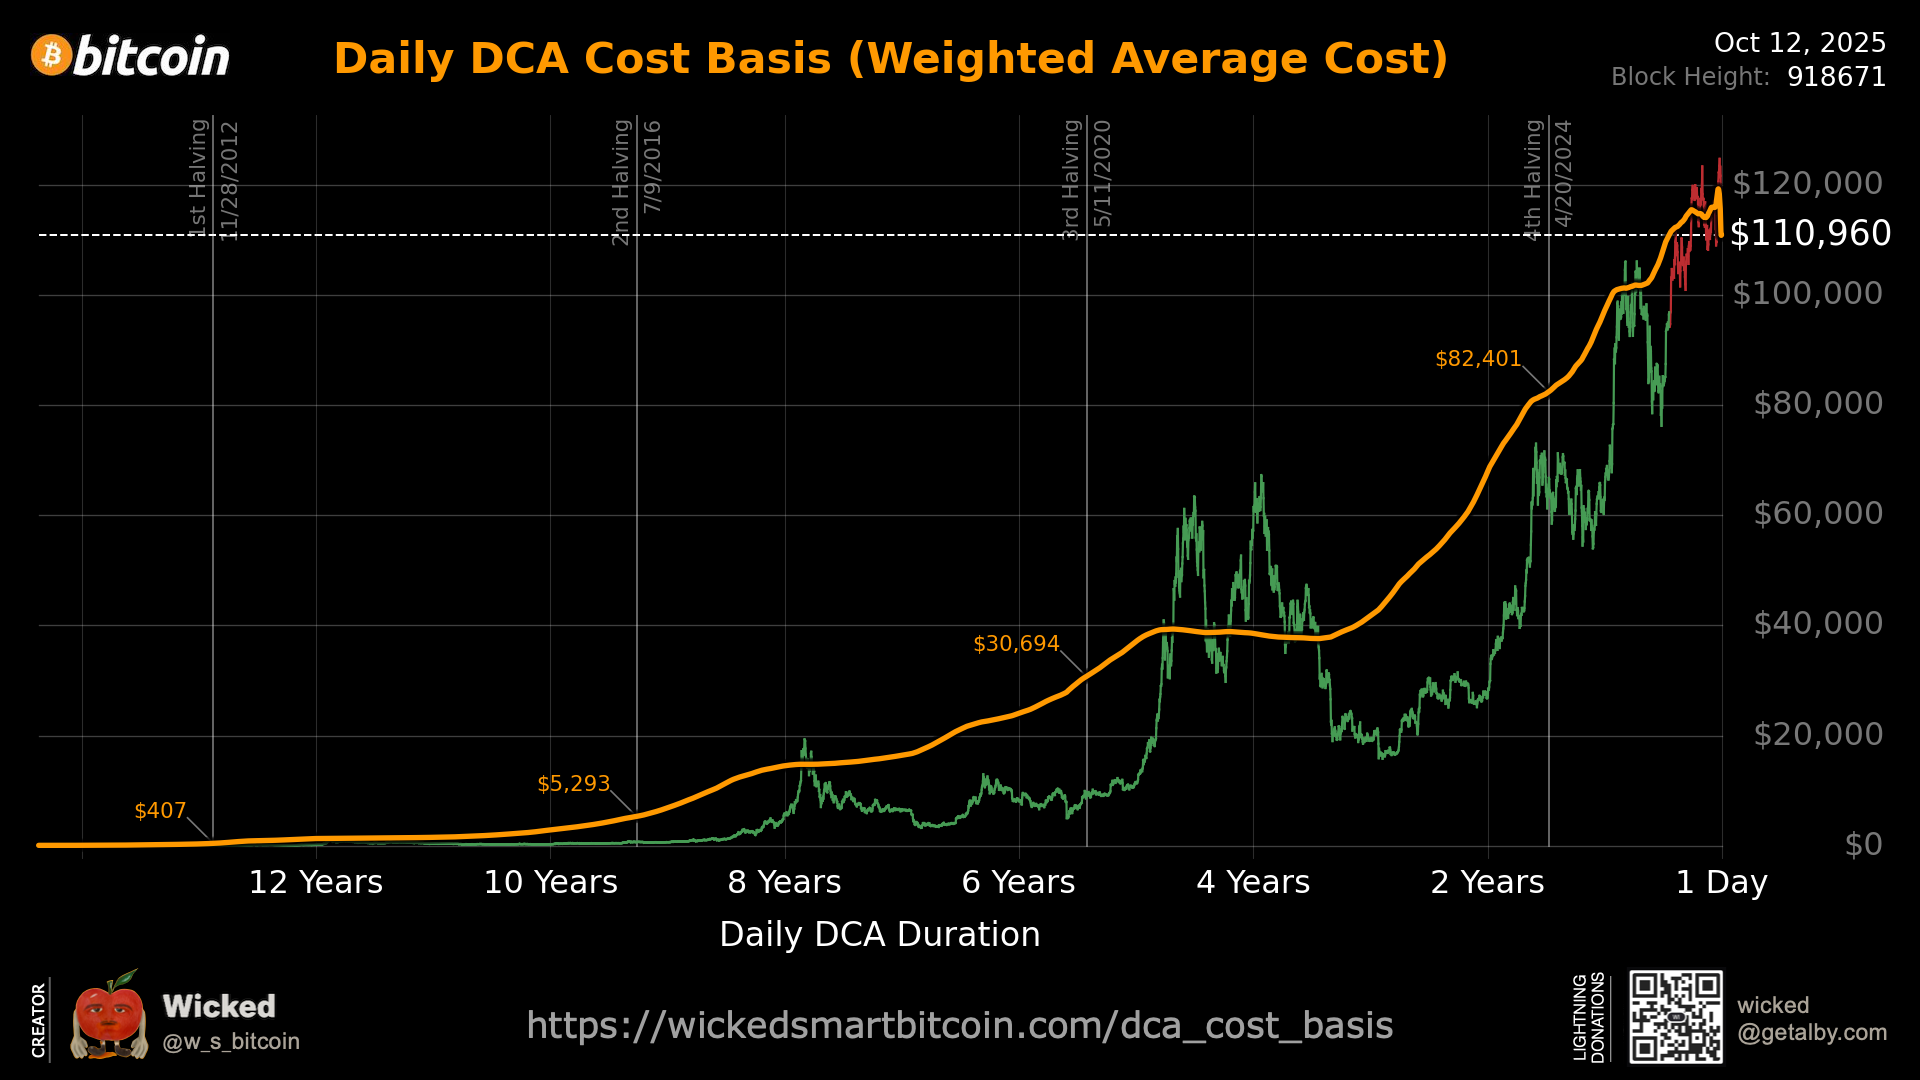 bitcoin
Daily DCA Cost Basis (Weighted Average Cost)
Oct 12, 2025
Block Height: 918671
1st Halving
11/28/2012
2nd Halving
7/9/2016
3rd Halving
5/11/2020
4th Halving
4/20/2024
$120,000
$110,960
$100,000
$82,401
$80,000
$60,000
$40,000
$30,694
$20,000
$5,293
$407
$0
12 Years
10 Years
8 Years
6 Years
4 Years
2 Years
1 Day
Daily DCA Duration
CREATOR
Wicked
@w_s_bitcoin
https://wickedsmartbitcoin.com/dca_cost_basis
LIGHTNING
DONATIONS
wicked
@getalby.com